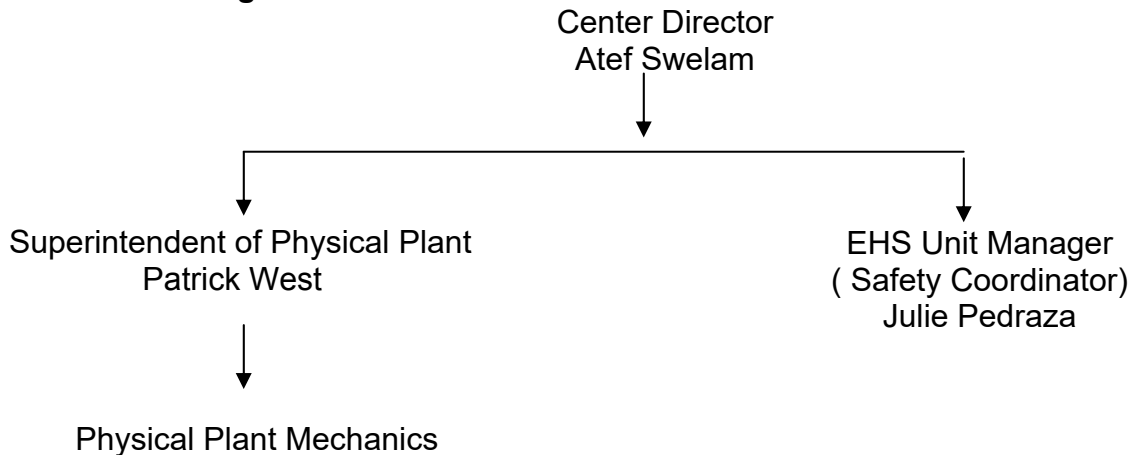 Center Director
Atef Swelam
Superintendent of Physical Plant
Patrick West
EHS Unit Manager
( Safety Coordinator)
Julie Pedraza
Physical Plant Mechanics